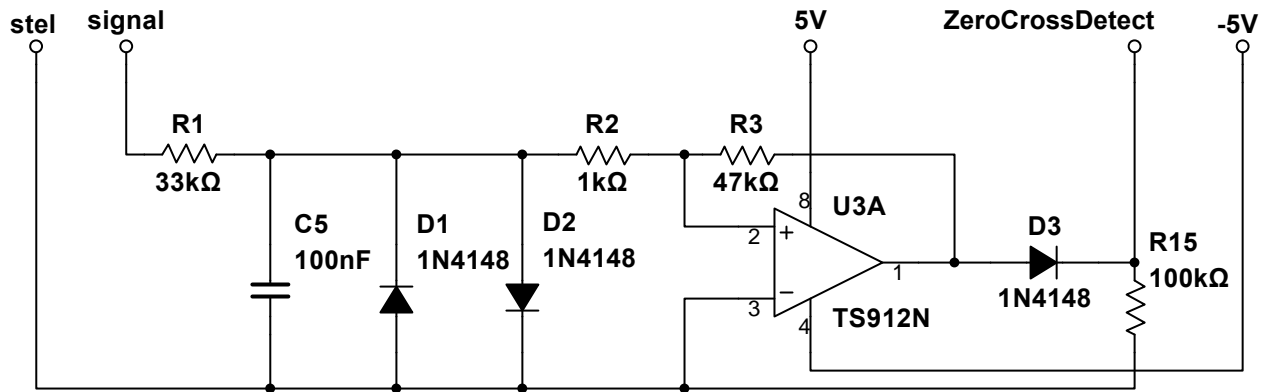 stel
signal
5V
ZeroCrossDetect
-5V
R1
33kΩ
R2
1kΩ
R3
47kΩ
C5
100nF
D1
1N4148
D2
1N4148
8
U3A
2
+
−
3
1
4
TS912N
D3
1N4148
R15
100kΩ